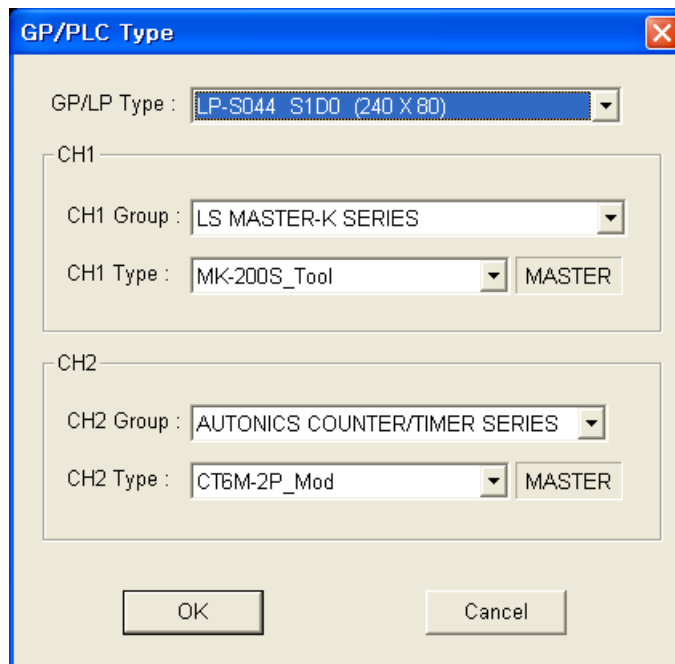 GP/PLC Type
GP/LP Type : LP-S044 S1D0 (240 X 80)
CH1
CH1 Group : LS MASTER-K SERIES
CH1 Type : MK-200S_Tool MASTER
CH2
CH2 Group : AUTONICS COUNTER/TIMER SERIES
CH2 Type : CT6M-2P_Mod MASTER
OK Cancel